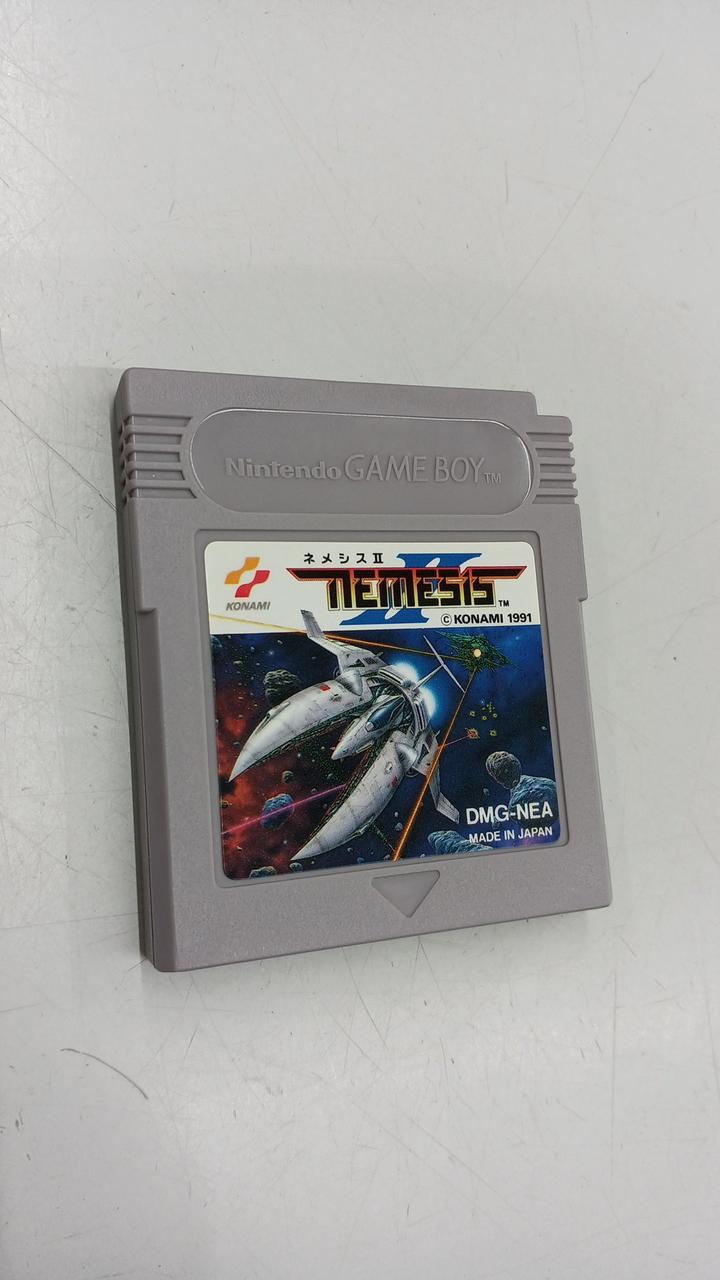 Nintendo GAME BOY™
KONAMI
ネメシスⅡ
NEMESIS II™
©KONAMI 1991
DMG-NEA
MADE IN JAPAN